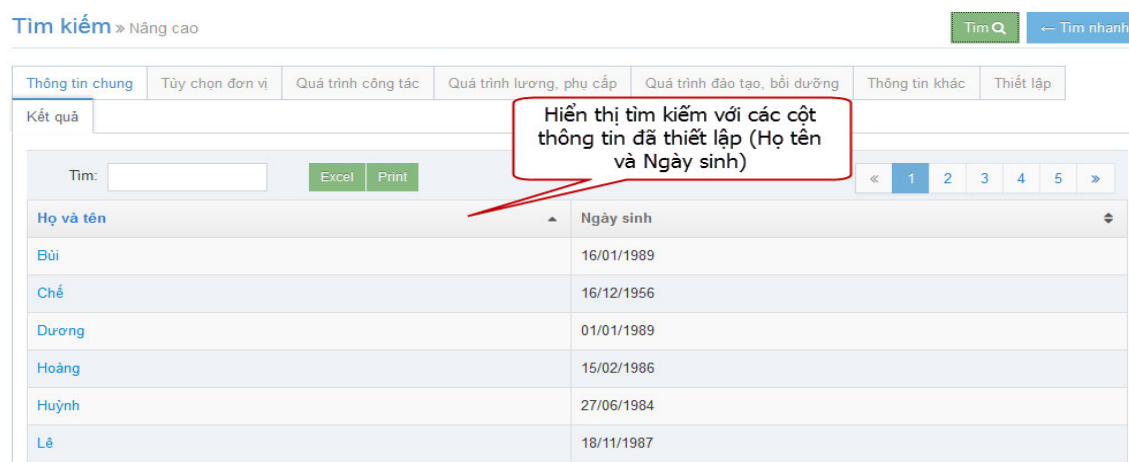 Tìm kiếm » Nâng cao
Tìm ← Tìm nhanh
Thông tin chung Tùy chọn đơn vị Quá trình công tác Quá trình lương, phụ cấp Quá trình đào tạo, bồi dưỡng Thông tin khác Thiết lập
Kết quả
Hiển thị tìm kiếm với các cột
thông tin đã thiết lập (Họ tên
và Ngày sinh)
Tìm: Excel Print « 1 2 3 4 5 »
Họ và tên Ngày sinh
Bùi 16/01/1989
Chế 16/12/1956
Dương 01/01/1989
Hoàng 15/02/1986
Huỳnh 27/06/1984
Lê 18/11/1987